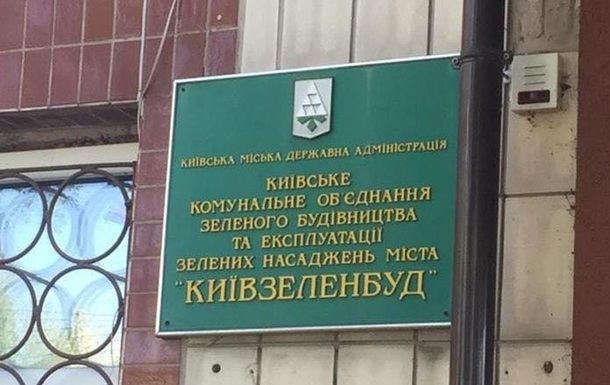 КИЇВСЬКА МІСЬКА ДЕРЖАВНА АДМІНІСТРАЦІЯ
КИЇВСЬКЕ
КОМУНАЛЬНЕ ОБ'ЄДНАННЯ
ЗЕЛЕНОГО БУДІВНИЦТВА
ТА ЕКСПЛУАТАЦІЇ
ЗЕЛЕНИХ НАСАДЖЕНЬ МІСТА
"КИЇВЗЕЛЕНБУД"